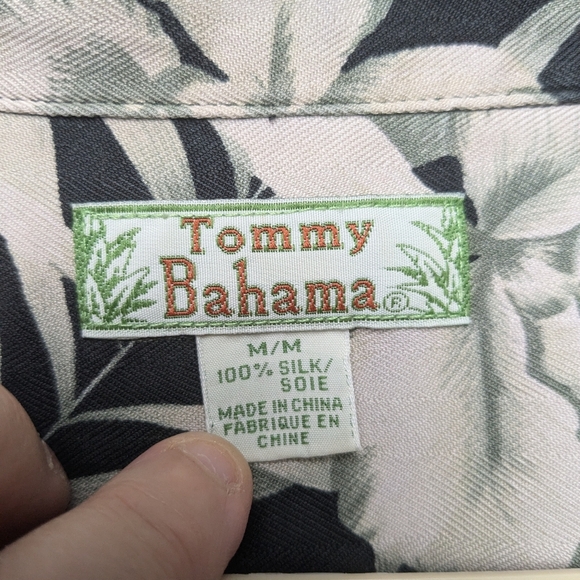 Tommy
Bahama®
M/M
100% SILK/
SOIE
MADE IN CHINA
FABRIQUE EN
CHINE